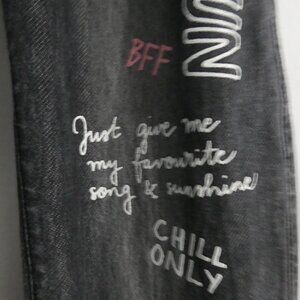 BFF
Just give me
my favourite
song & sunshine
CHILL
ONLY